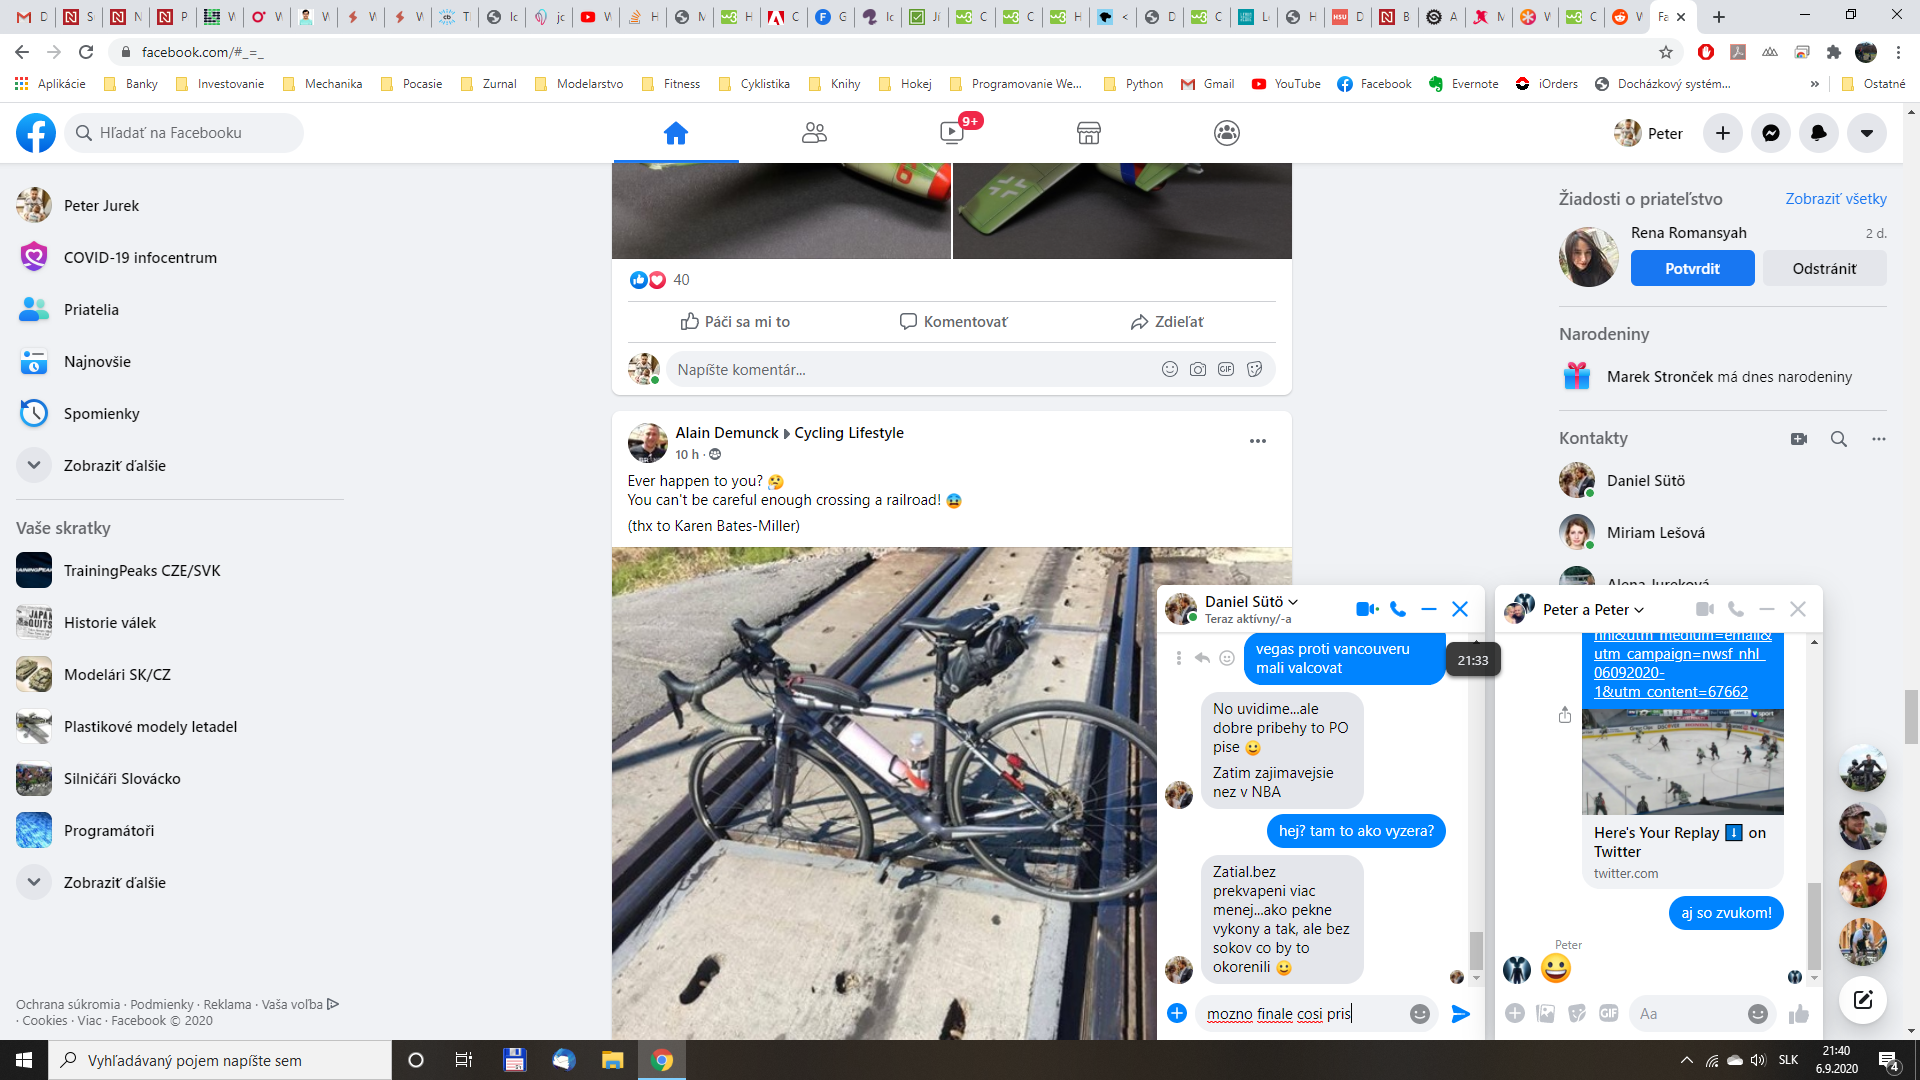 facebook.com/#_=_
Aplikácie
Banky
Investovanie
Mechanika
Pocasie
Zurnal
Modelarstvo
Fitness
Cyklistika
Knihy
Hokej
Programovanie We...
Python
Gmail
YouTube
Facebook
Evernote
iOrders
Dochádzkový systém...
Ostatné
Hľadať na Facebooku
9+
Peter
Peter Jurek
COVID-19 infocentrum
Priatelia
Najnovšie
Spomienky
Zobraziť ďalšie
Vaše skratky
TrainingPeaks CZE/SVK
Historie válek
Modelári SK/CZ
Plastikové modely letadel
Silničáři Slovácko
Programátoři
Zobraziť ďalšie
Ochrana súkromia · Podmienky · Reklama · Vaša voľba
· Cookies · Viac · Facebook © 2020
40
Páči sa mi to
Komentovať
Zdieľať
Napíšte komentár...
Alain Demunck
Cycling Lifestyle
10 h ·
Ever happen to you? 🤔
You can't be careful enough crossing a railroad! 😰
(thx to Karen Bates-Miller)
Žiadosti o priateľstvo
Zobraziť všetky
Rena Romansyah
2 d.
Potvrdiť
Odstrániť
Narodeniny
Marek Stronček má dnes narodeniny
Kontakty
Daniel Sütö
Miriam Lešová
Alena Jureková
Daniel Sütö
Teraz aktívny/-a
vegas proti vancouveru
mali valcovat
21:33
No uvidime...ale
dobre pribehy to PO
pise 😀
Zatim zajimavejsie
nez v NBA
hej? tam to ako vyzera?
Zatial.bez
prekvapeni viac
menej...ako pekne
vykony a tak, ale bez
sokov co by to
okorenili 😀
mozno finale cosi pris
Peter a Peter
nhl&utm_medium=email&
utm_campaign=nwsf_nhl_
06092020-
1&utm_content=67662
Here's Your Replay ⬇️ on
Twitter
twitter.com
aj so zvukom!
Peter
😀
GIF
Aa
Vyhľadávaný pojem napíšte sem
SLK
21:40
6.9.2020
4